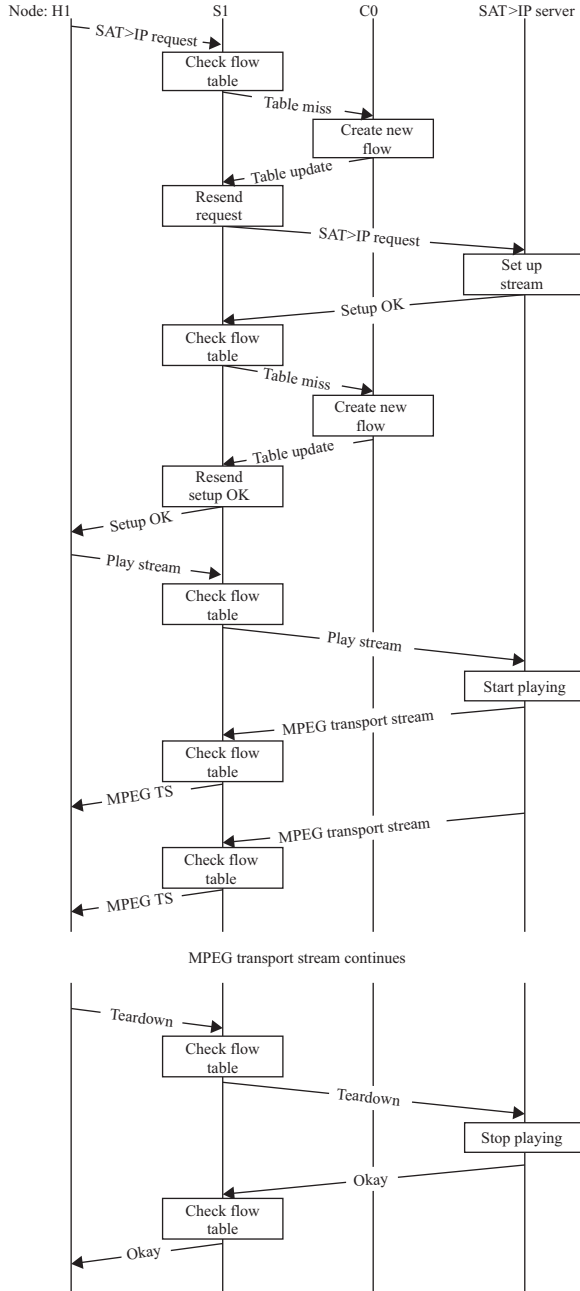 Node: H1
S1
C0
SAT>IP server
SAT>IP request
Check flow
table
Table miss
Create new
flow
Table update
Resend
request
SAT>IP request
Set up
stream
Setup OK
Check flow
table
Table miss
Create new
flow
Table update
Resend
setup OK
Setup OK
Play stream
Check flow
table
Play stream
Start playing
MPEG transport stream
Check flow
table
MPEG TS
MPEG transport stream
Check flow
table
MPEG TS
MPEG transport stream continues
Teardown
Check flow
table
Teardown
Stop playing
Okay
Check flow
table
Okay